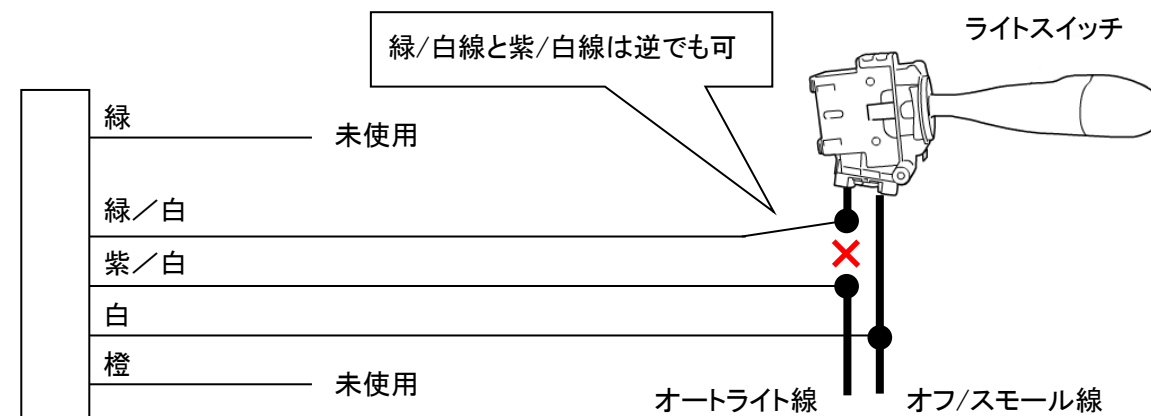 ライトスイッチ
緑/白線と紫/白線は逆でも可
緑
未使用
緑／白
紫／白
白
橙
未使用
オートライト線
オフ/スモール線